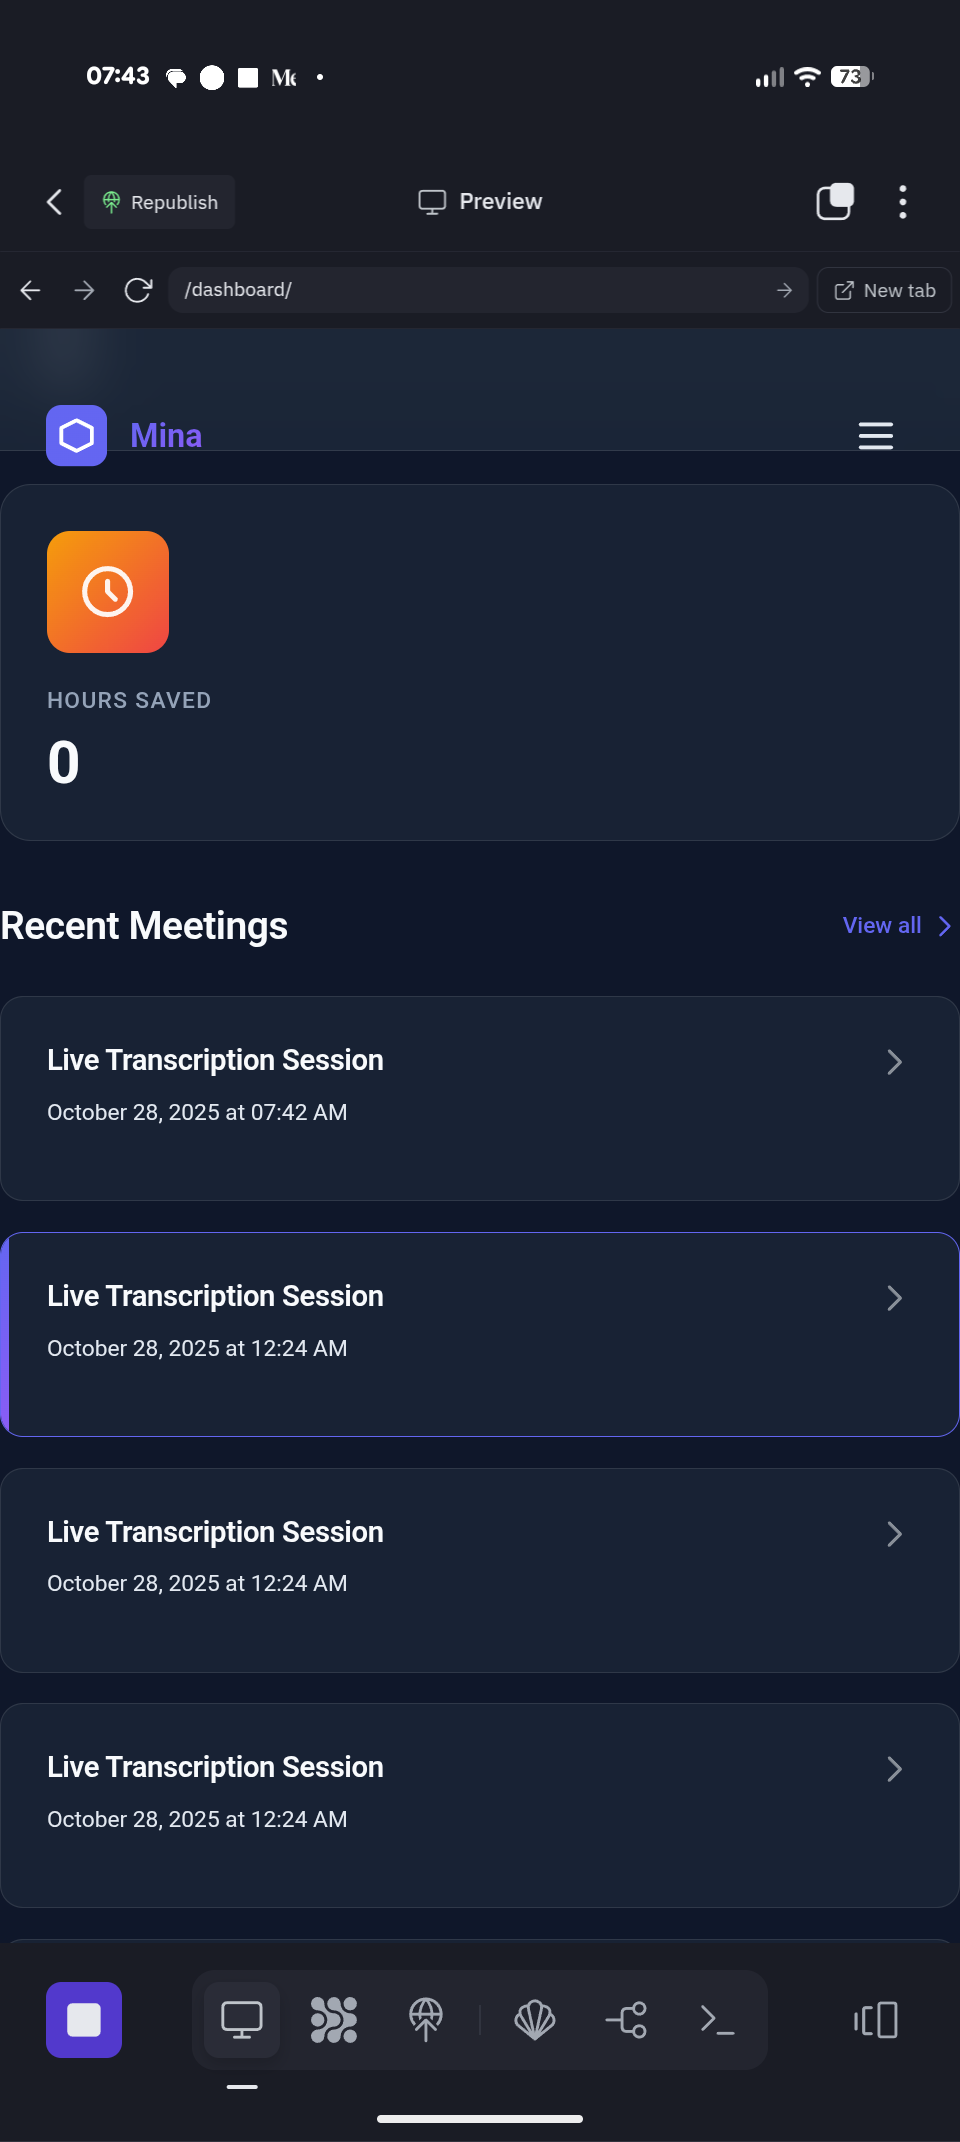 07:43
Me
73
Republish
Preview
/dashboard/
New tab
Mina
HOURS SAVED
0
Recent Meetings
View all
Live Transcription Session
October 28, 2025 at 07:42 AM
Live Transcription Session
October 28, 2025 at 12:24 AM
Live Transcription Session
October 28, 2025 at 12:24 AM
Live Transcription Session
October 28, 2025 at 12:24 AM